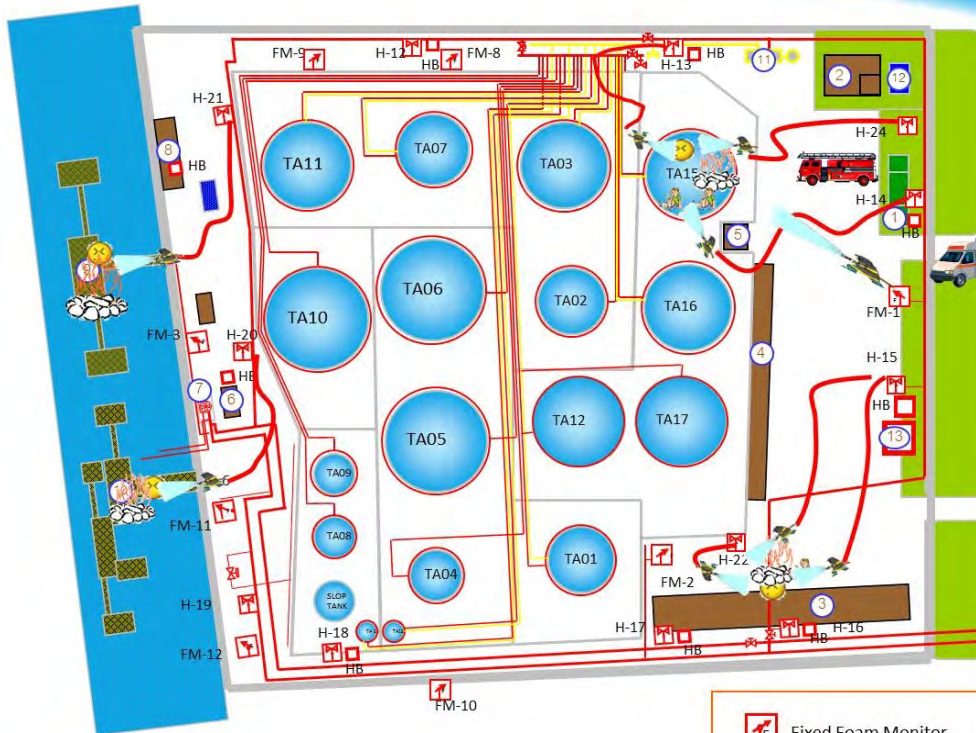 FM-9
H-12
HB
FM-8
H-13
HB
11
2
12
H-21
8
HB
TA11
TA07
TA03
TA15
H-24
H-14
1
HB
5
TA10
TA06
TA02
TA16
FM-1
FM-3
H-20
HB
7
6
4
H-15
HB
13
TA05
TA12
TA17
TA09
FM-11
TA08
TA04
TA01
H-22
FM-2
H-19
SLOP
TANK
3
FM-12
H-18
HB
H-17
HB
H-16
HB
FM-10
Fixed Foam Monitor